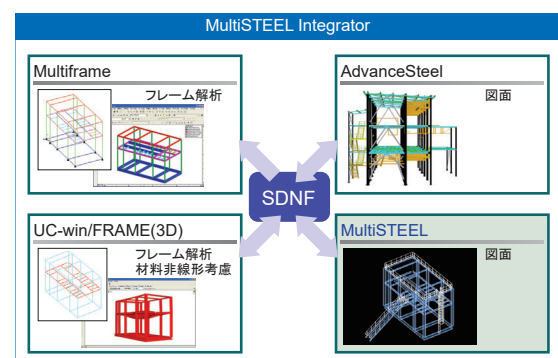 MultiSTEEL Integrator
Multiframe
フレーム解析
AdvanceSteel
図面
SDNF
UC-win/FRAME(3D)
フレーム解析
材料非線形考慮
MultiSTEEL
図面